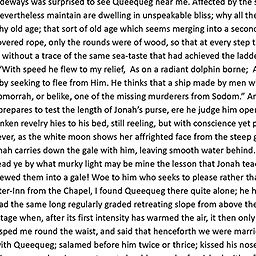 deways was surprised to see Queequeg near me. Affected by the s
evertheless maintain are dwelling in unspeakable bliss; why all the
hy old age; that sort of old age which seems merging into a second
overed rope, only the rounds were of wood, so that at every step t
without a trace of the same sea-taste that had achieved the ladde
"With speed he flew to my relief, As on a radiant dolphin borne; A
by seeking to flee from Him. He thinks that a ship made by men w
omorrah, or belike, one of the missing murderers from Sodom." An
prepares to test the length of Jonah's purse, ere he judge him open
nken revelry hies to his bed, still reeling, but with conscience yet p
ever, as the white moon shows her affrighted face from the steep g
nah carries down the gale with him, leaving smooth water behind.
ead ye by what murky light may be mine the lesson that Jonah teac
ewed them into a gale! Woe to him who seeks to please rather tha
ter-Inn from the Chapel, I found Queequeg there quite alone; he h
ad the same long regularly graded retreating slope from above the
tage when, after its first intensity has warmed the air, it then only
sped me round the waist, and said that henceforth we were marrie
ith Queequeg; salamed before him twice or thrice; kissed his nose